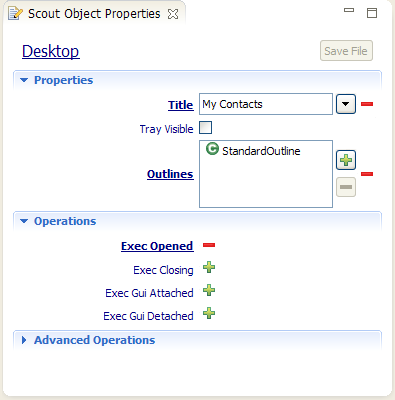 Scout Object Properties
Desktop
Save File
Properties
Title My Contacts
Tray Visible
Outlines C StandardOutline
Operations
Exec Opened
Exec Closing
Exec Gui Attached
Exec Gui Detached
Advanced Operations